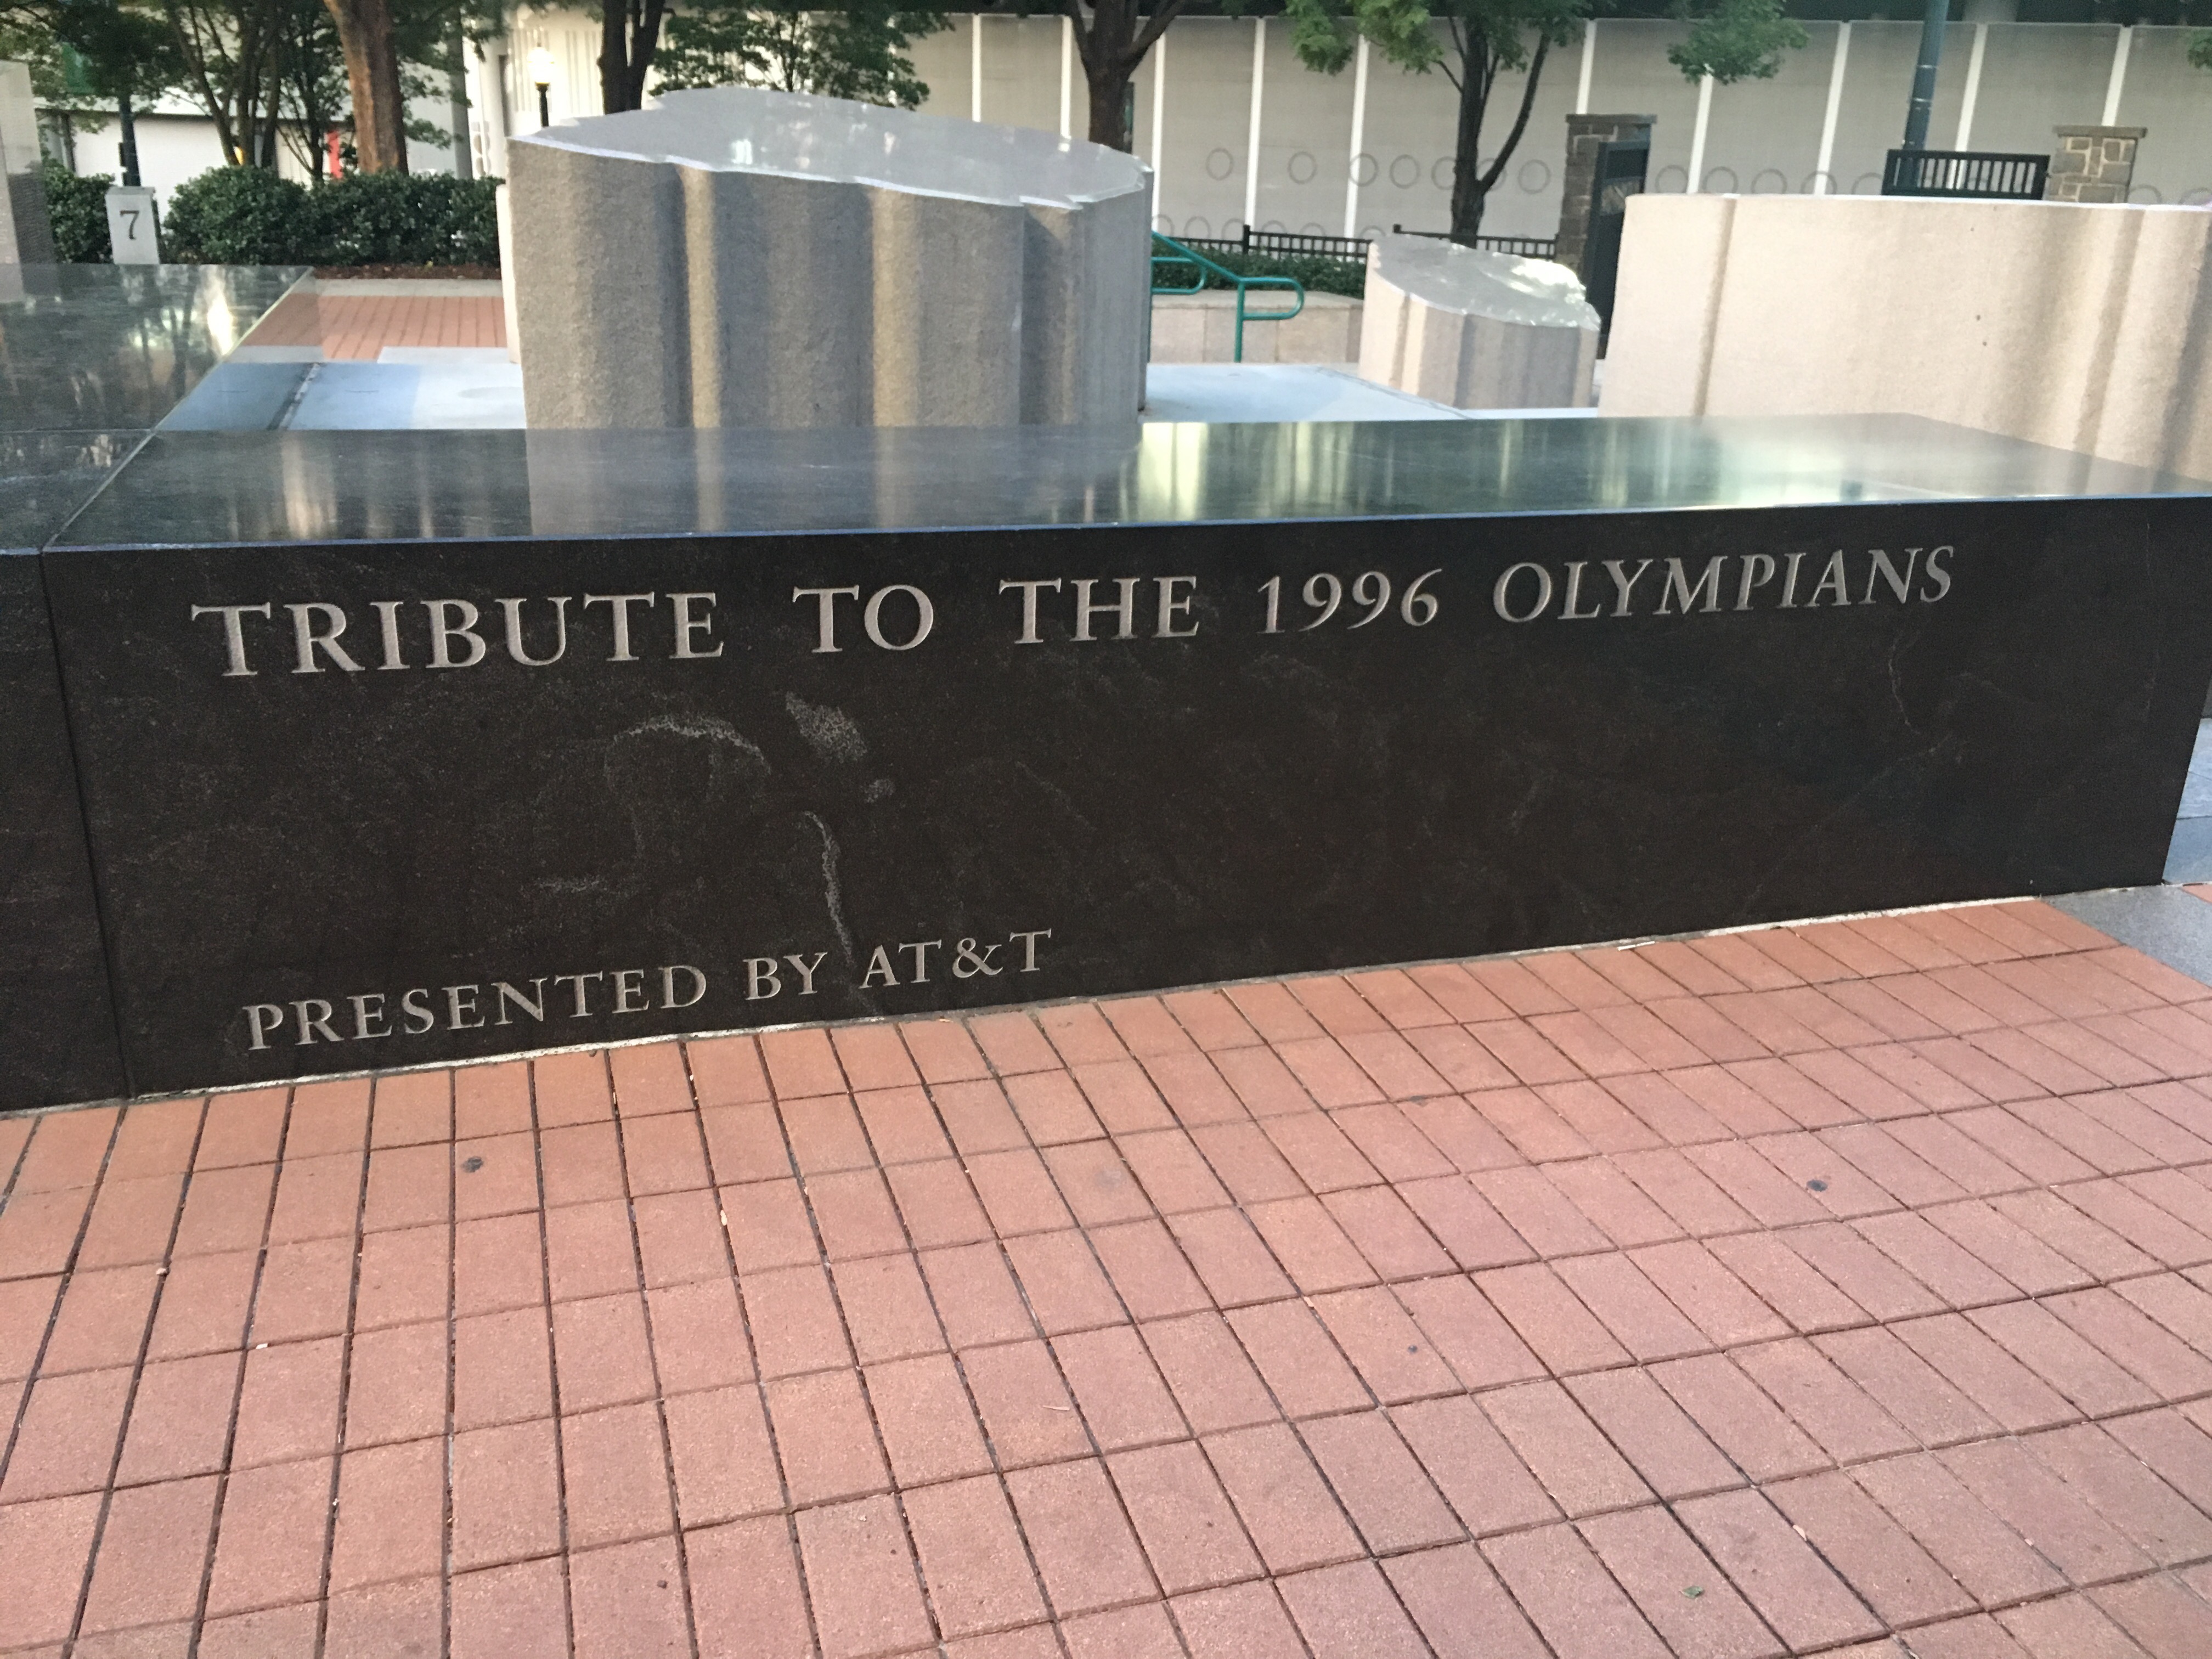 7
TRIBUTE TO THE 1996 OLYMPIANS
PRESENTED BY AT&T